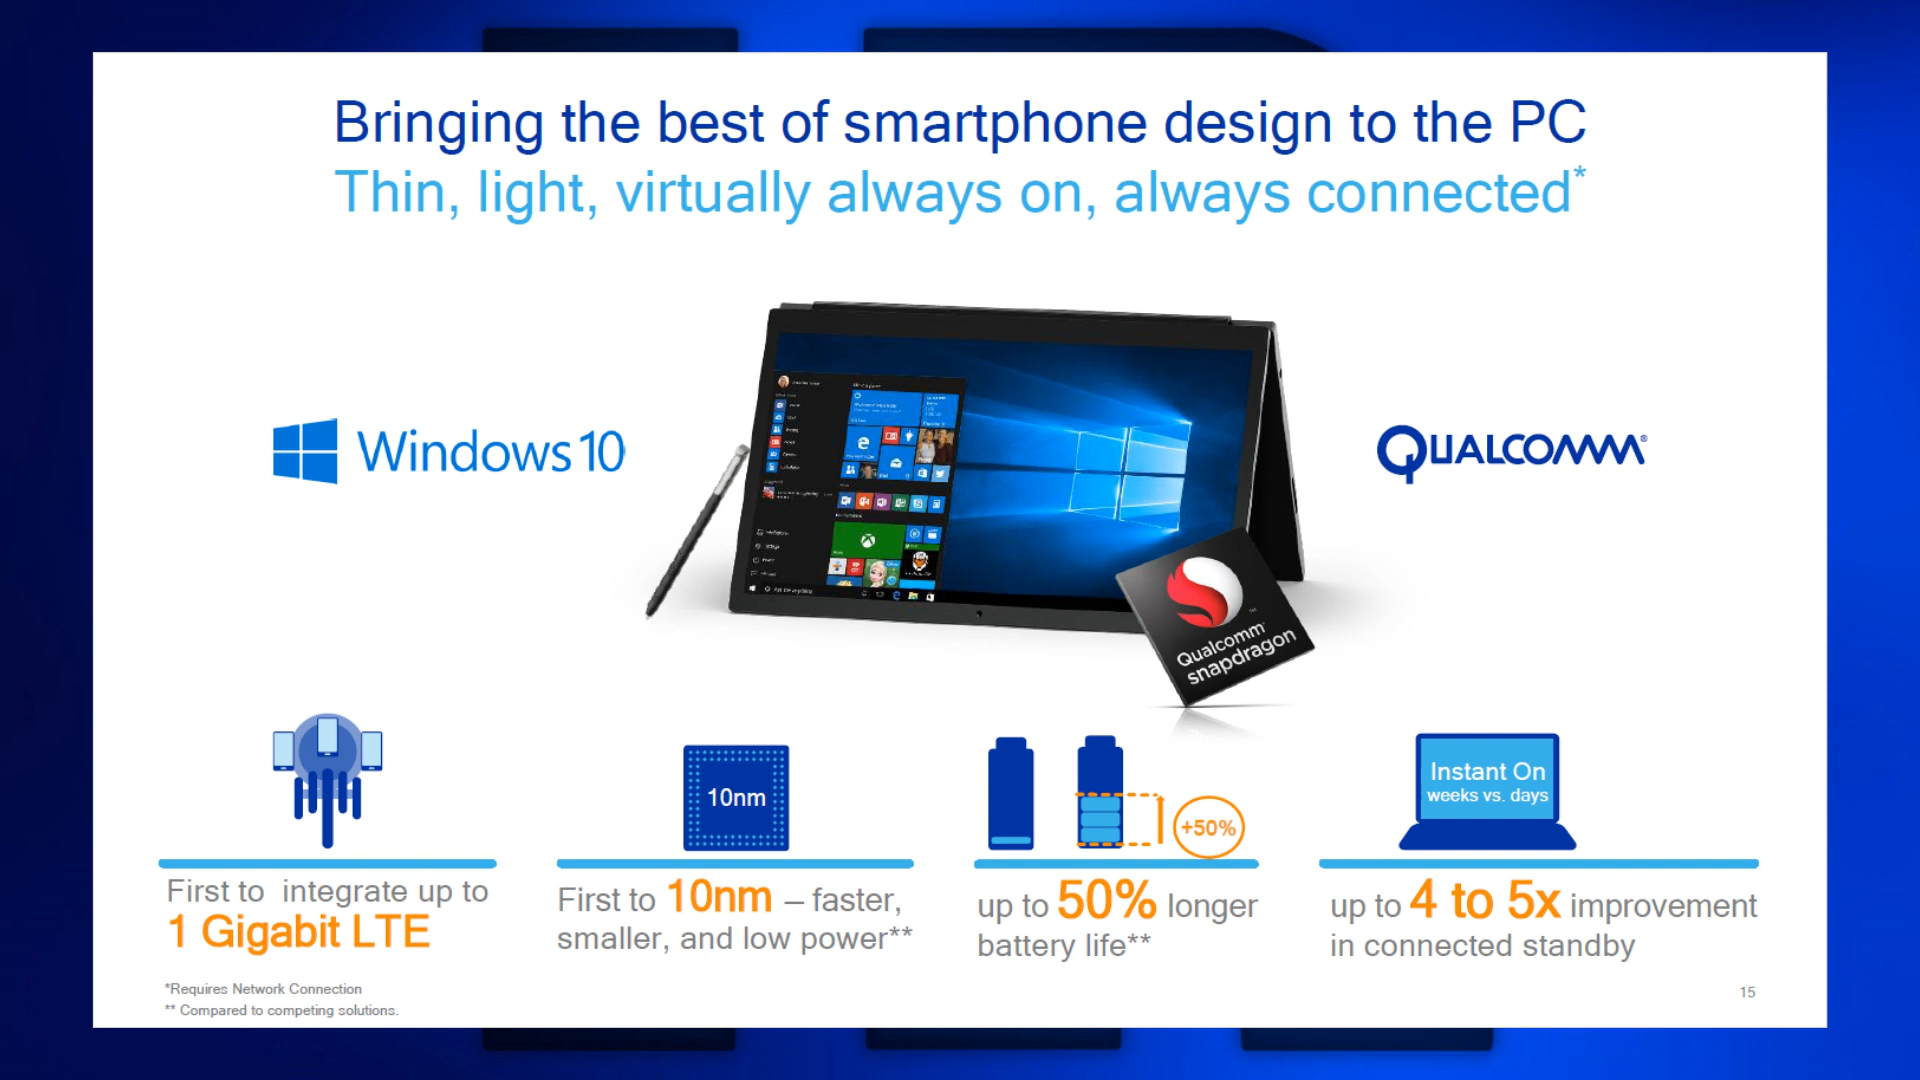 Bringing the best of smartphone design to the PC
Thin, light, virtually always on, always connected*
Windows 10
QUALCOMM®
Qualcomm™
snapdragon
10nm
+50%
Instant On
weeks vs. days
First to integrate up to
1 Gigabit LTE
First to 10nm – faster,
smaller, and low power**
up to 50% longer
battery life**
up to 4 to 5x improvement
in connected standby
*Requires Network Connection
** Compared to competing solutions.
15